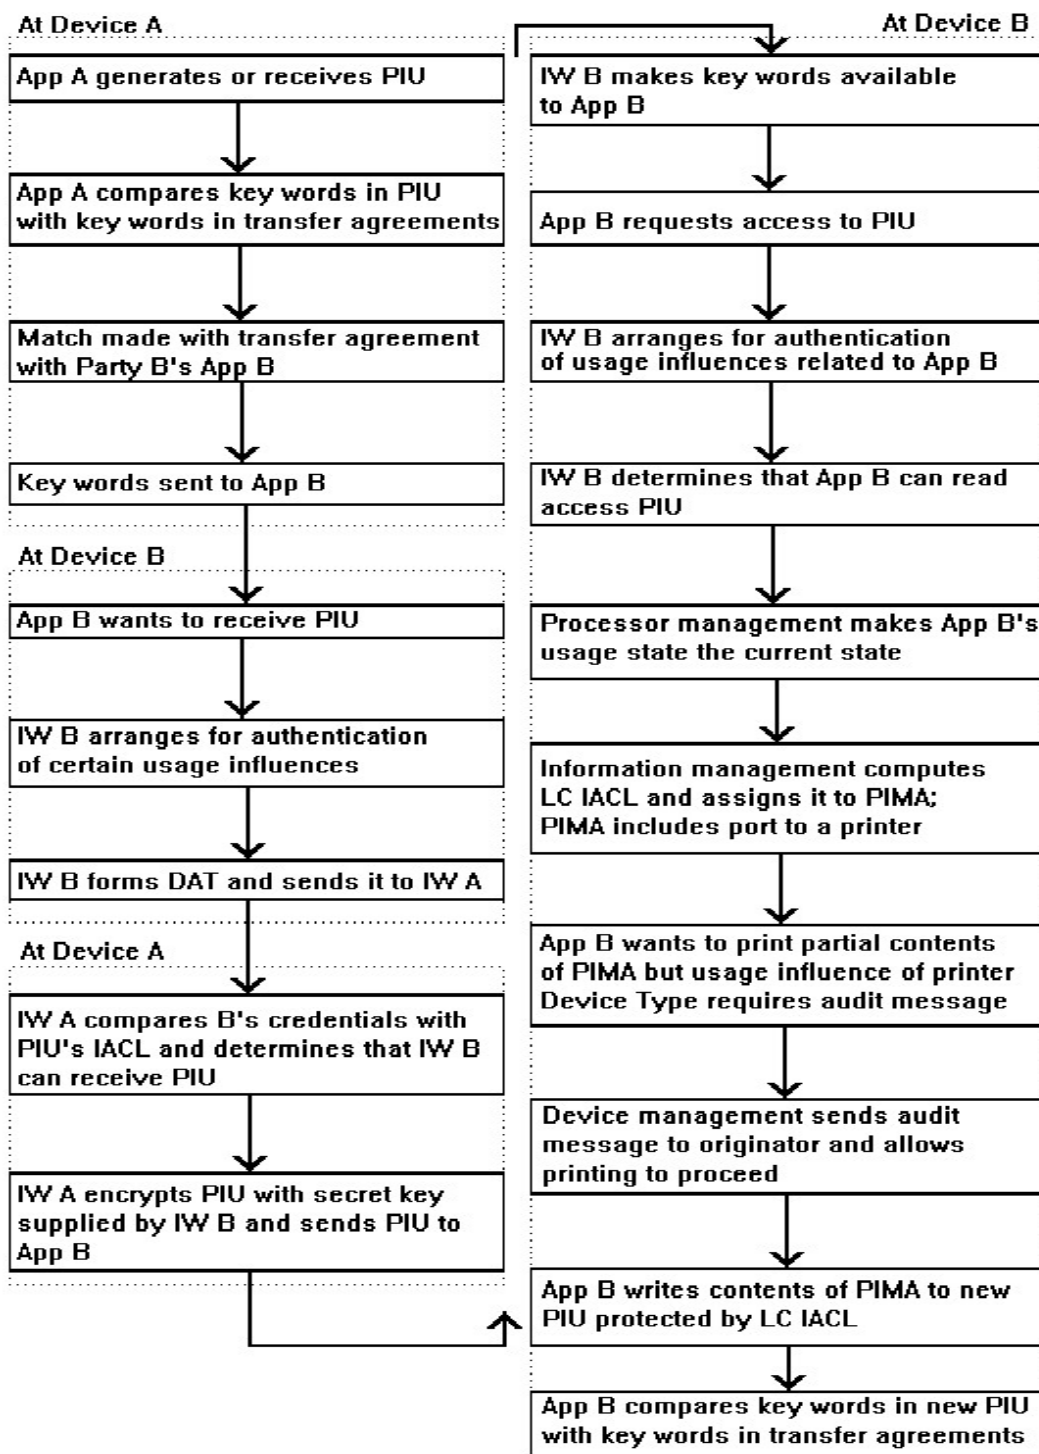 At Device A
App A generates or receives PIU
App A compares key words in PIU
with key words in transfer agreements
Match made with transfer agreement
with Party B's App B
Key words sent to App B
At Device B
App B wants to receive PIU
IW B arranges for authentication
of certain usage influences
IW B forms DAT and sends it to IW A
At Device A
IW A compares B's credentials with
PIU's IACL and determines that IW B
can receive PIU
IW A encrypts PIU with secret key
supplied by IW B and sends PIU to
App B
At Device B
IW B makes key words available
to App B
App B requests access to PIU
IW B arranges for authentication
of usage influences related to App B
IW B determines that App B can read
access PIU
Processor management makes App B's
usage state the current state
Information management computes
LC IACL and assigns it to PIMA;
PIMA includes port to a printer
App B wants to print partial contents
of PIMA but usage influence of printer
Device Type requires audit message
Device management sends audit
message to originator and allows
printing to proceed
App B writes contents of PIMA to new
PIU protected by LC IACL
App B compares key words in new PIU
with key words in transfer agreements